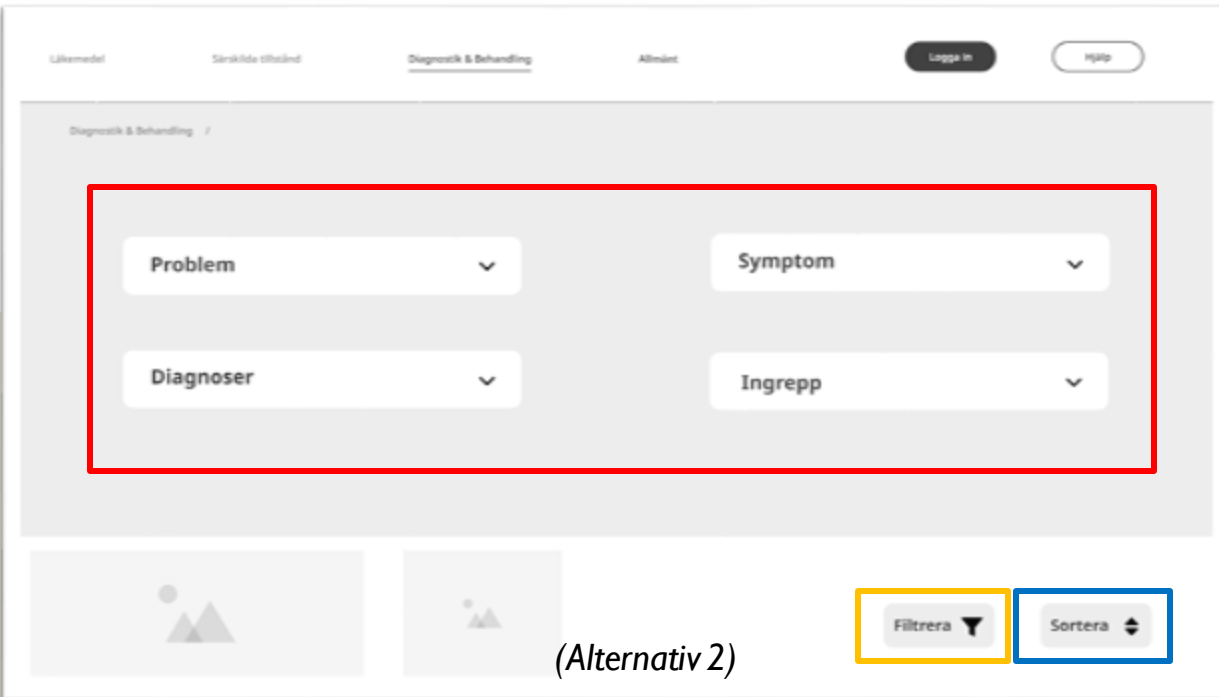 Läkemedel Särskilda tillstånd Diagnostik & Behandling Allmänt Logga in Hjälp
Diagnostik & Behandling /
Problem Symptom
Diagnoser Ingrepp
Filtrera Sortera
(Alternativ 2)